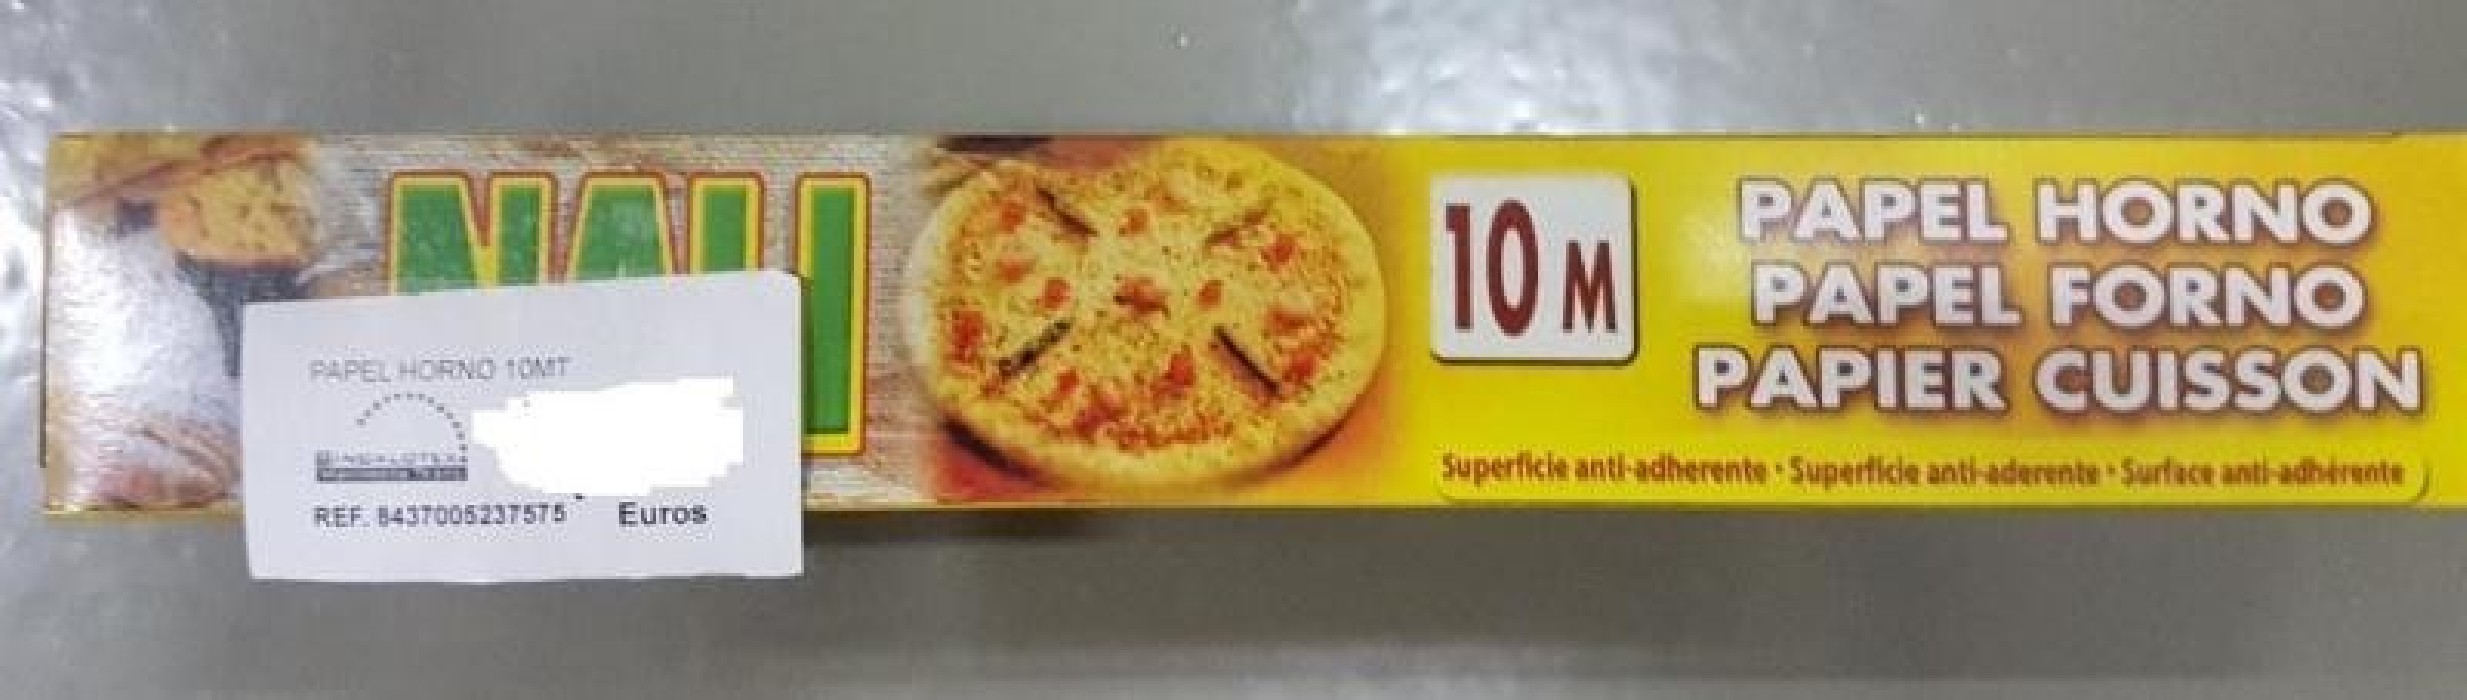 NALI
10 M
PAPEL HORNO
PAPEL FORNO
PAPIER CUISSON
Superficie anti-adherente · Superficie anti-aderente · Surface anti-adhérente
PAPEL HORNO 10MT
REF. 8437005237575
Euros